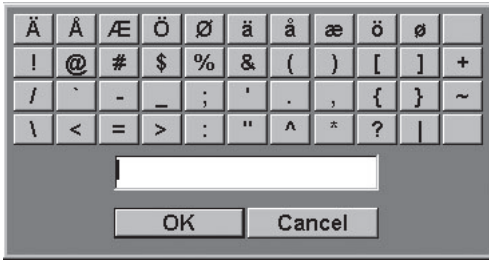 Ä Å Æ Ö Ø ä å æ ö ø
! @ # $ % & ( ) [ ] +
/ ` - _ ; ' . , { } ~
\ < = > : " ^ * ? |
OK Cancel